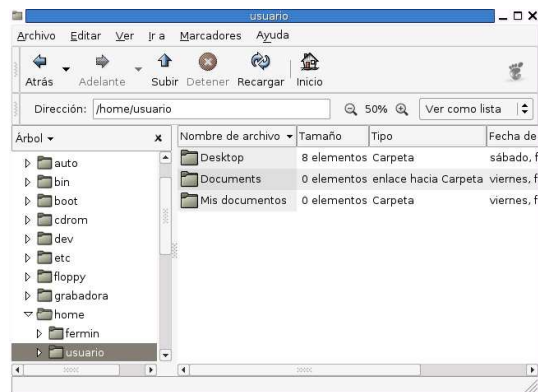 usuario
Archivo Editar Ver Ir a Marcadores Ayuda
Atrás Adelante Subir Detener Recargar Inicio
Dirección: /home/usuario 50% Ver como lista
Árbol Nombre de archivo Tamaño Tipo Fecha de
auto Desktop 8 elementos Carpeta sábado, f
bin Documents 0 elementos enlace hacia Carpeta viernes, f
boot Mis documentos 0 elementos Carpeta viernes, f
cdrom
dev
etc
floppy
grabadora
home
fermin
usuario